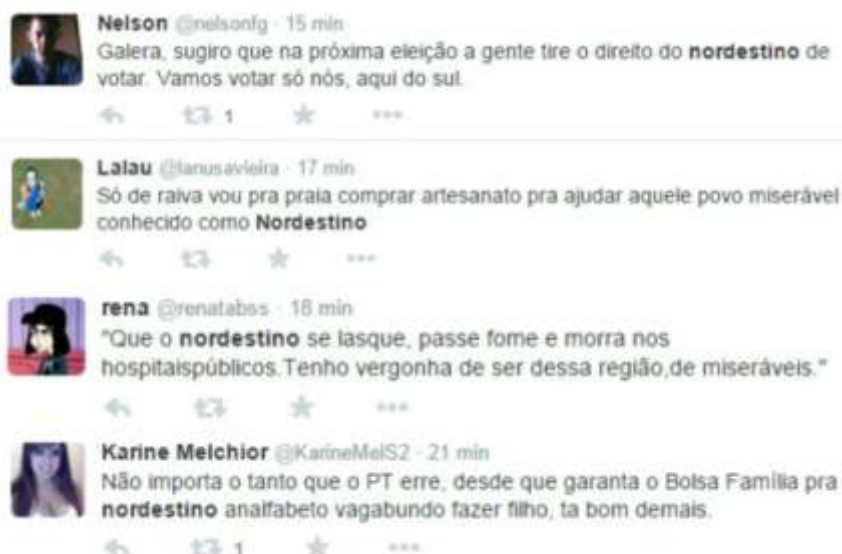 Nelson @nelsonfg · 15 min
Galera, sugiro que na próxima eleição a gente tire o direito do nordestino de
votar. Vamos votar só nós, aqui do sul.
1
Lalau @lanusavieira · 17 min
Só de raiva vou pra praia comprar artesanato pra ajudar aquele povo miserável
conhecido como Nordestino
rena @renatabss · 18 min
"Que o nordestino se lasque, passe fome e morra nos
hospitaispúblicos.Tenho vergonha de ser dessa região,de miseráveis."
Karine Melchior @KarineMelS2 · 21 min
Não importa o tanto que o PT erre, desde que garanta o Bolsa Família pra
nordestino analfabeto vagabundo fazer filho, ta bom demais.
1